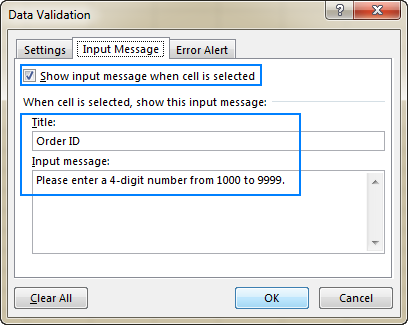 Data Validation
Settings Input Message Error Alert
Show input message when cell is selected
When cell is selected, show this input message:
Title:
Order ID
Input message:
Please enter a 4-digit number from 1000 to 9999.
Clear All OK Cancel